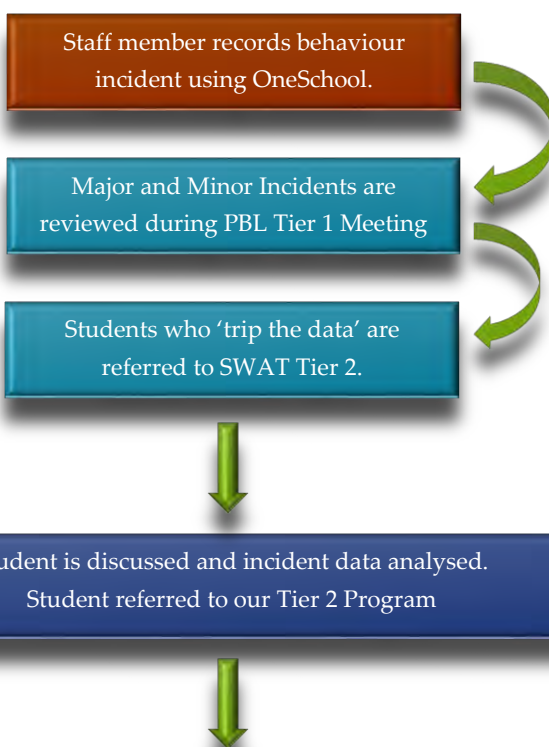 Staff member records behaviour
incident using OneSchool.
Major and Minor Incidents are
reviewed during PBL Tier 1 Meeting
Students who ‘trip the data’ are
referred to SWAT Tier 2.
is discussed and incident data analysed.
Student referred to our Tier 2 Program